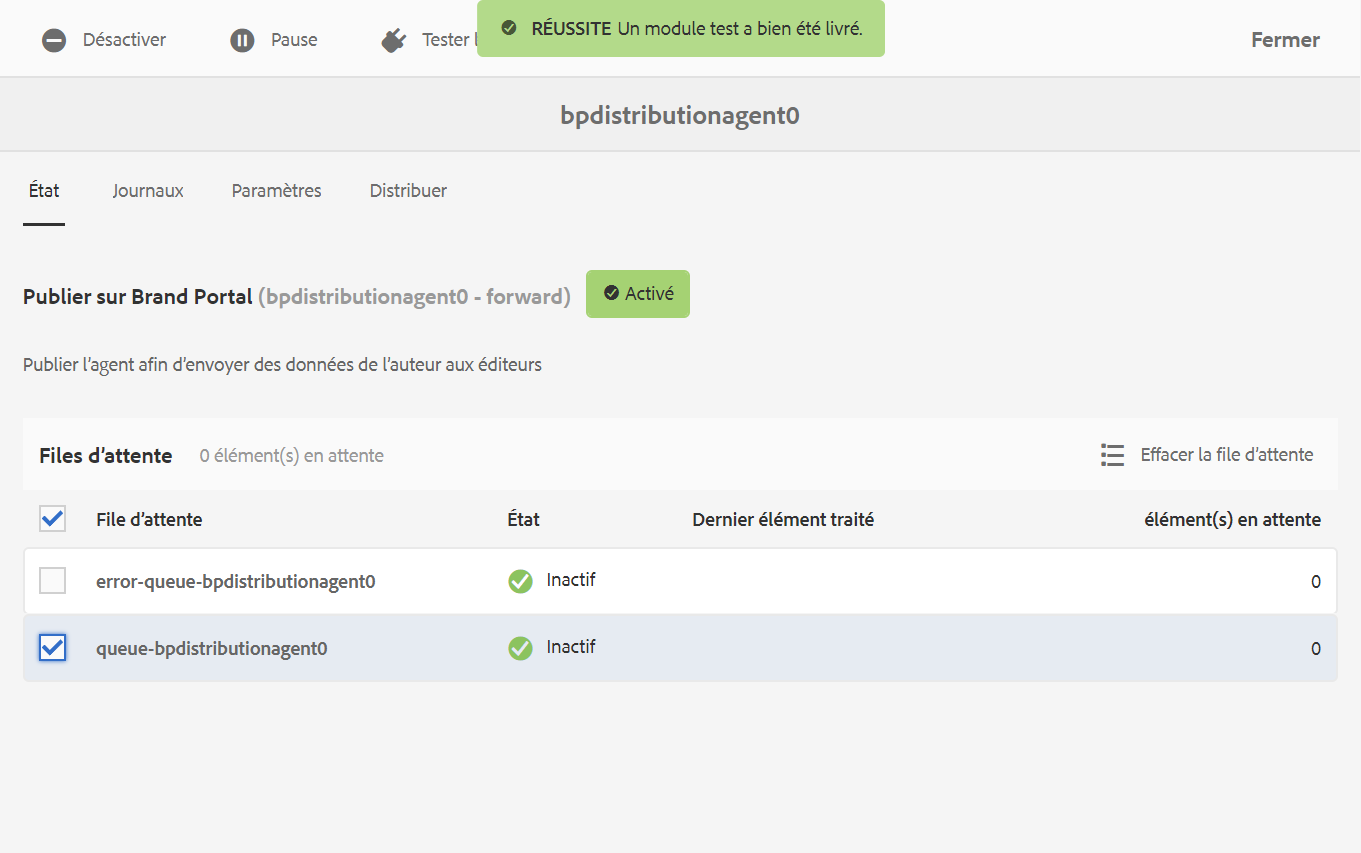 Désactiver
Pause
Tester
RÉUSSITE Un module test a bien été livré.
Fermer
bpdistributionagent0
État
Journaux
Paramètres
Distribuer
Publier sur Brand Portal (bpdistributionagent0 - forward)
Activé
Publier l’agent afin d’envoyer des données de l’auteur aux éditeurs
Files d’attente
0 élément(s) en attente
Effacer la file d’attente
File d’attente
État
Dernier élément traité
élément(s) en attente
error-queue-bpdistributionagent0
Inactif
0
queue-bpdistributionagent0
Inactif
0